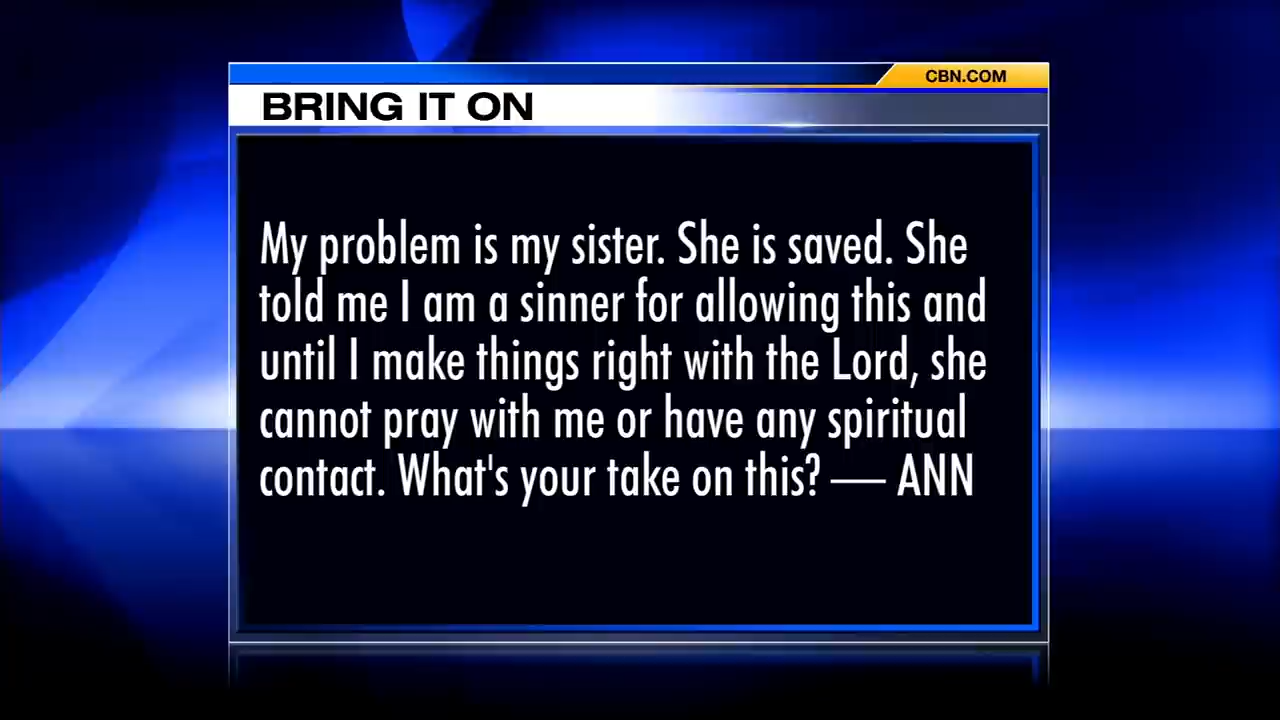 CBN.COM
BRING IT ON
My problem is my sister. She is saved. She
told me I am a sinner for allowing this and
until I make things right with the Lord, she
cannot pray with me or have any spiritual
contact. What's your take on this? — ANN